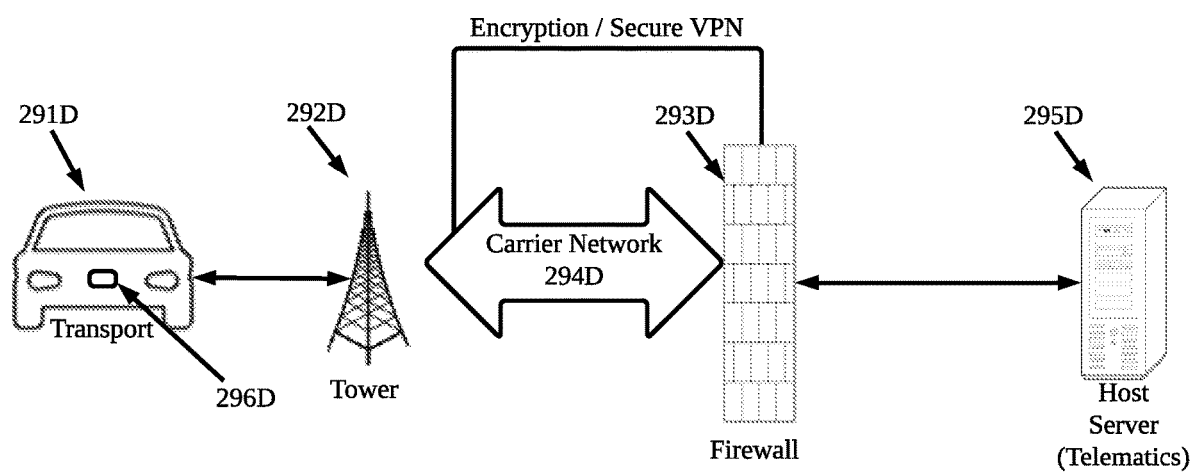 Encryption / Secure VPN
291D
292D
293D
295D
Carrier Network
294D
Transport
296D
Tower
Firewall
Host
Server
(Telematics)